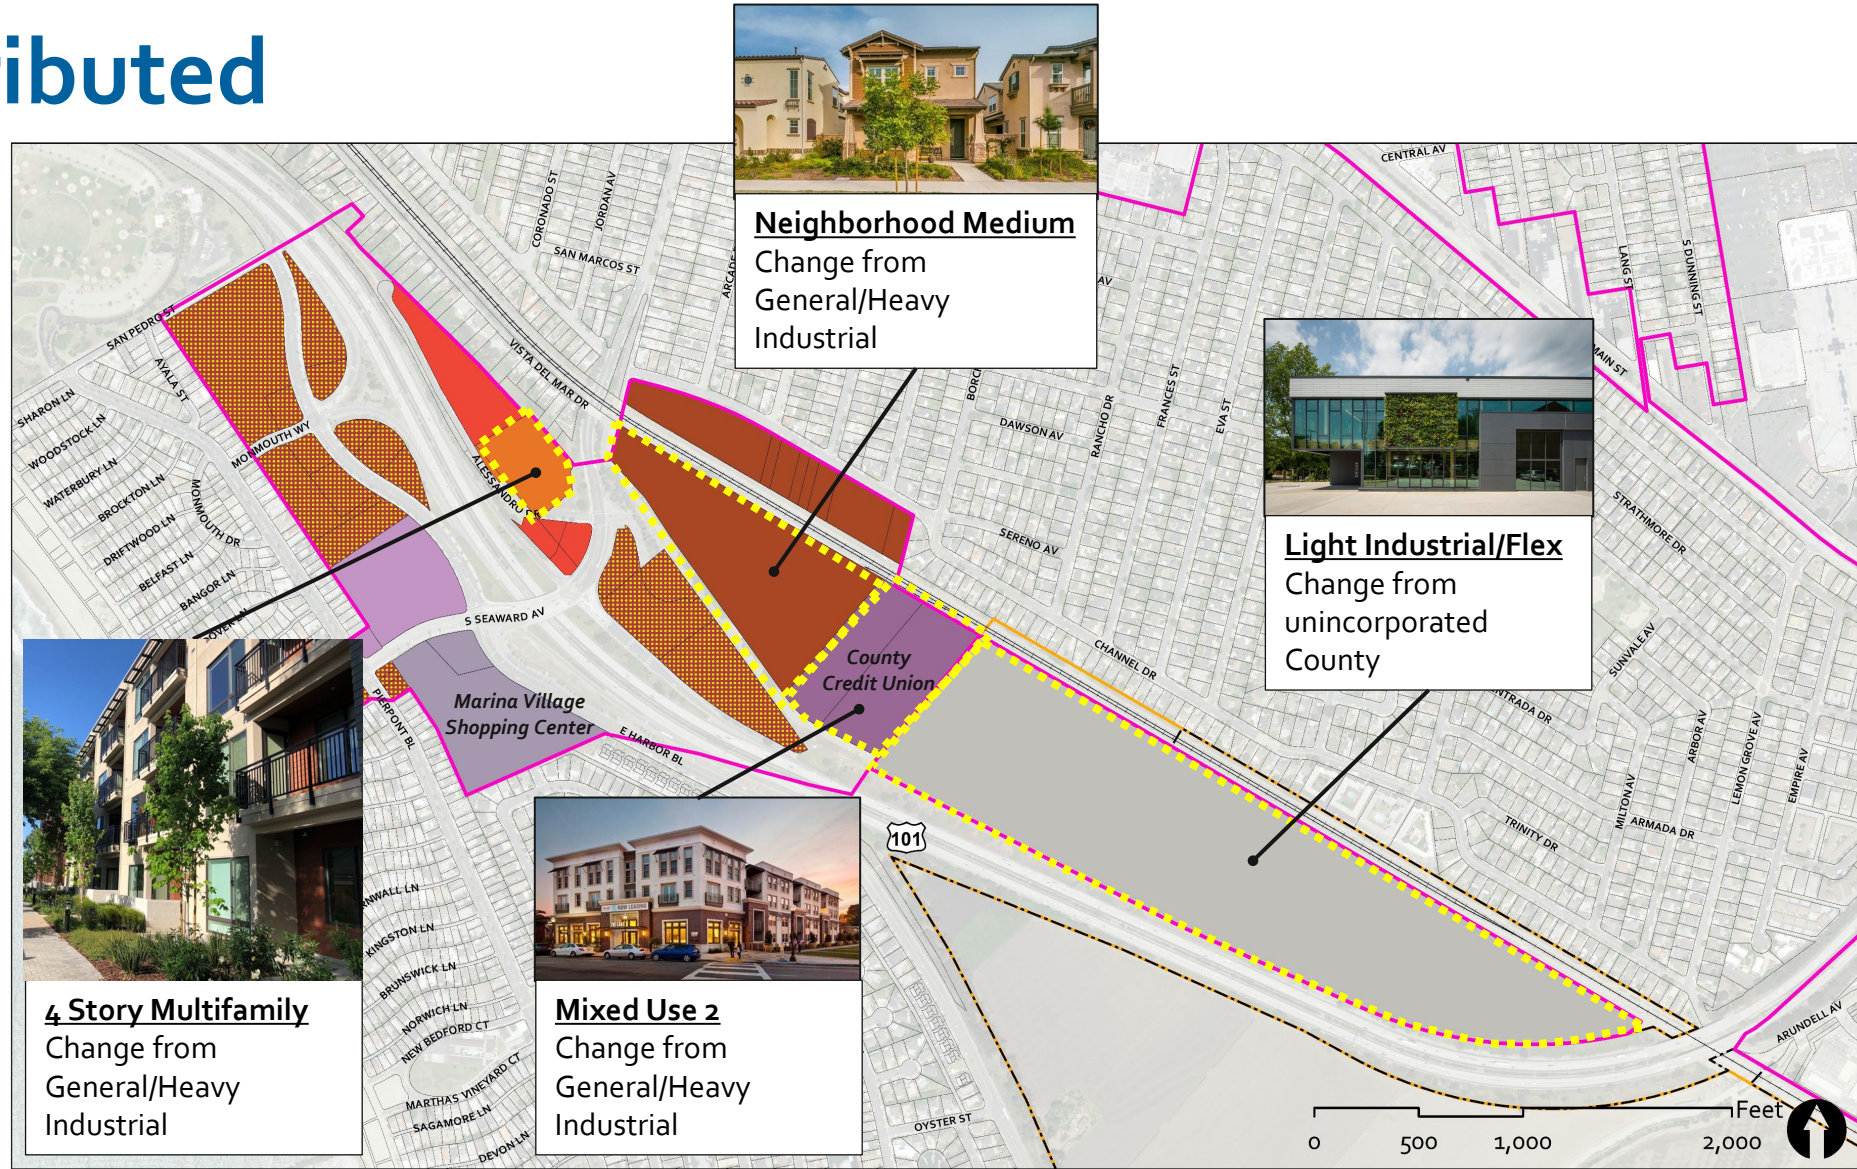 ributed
Neighborhood Medium
Change from
General/Heavy
Industrial
Light Industrial/Flex
Change from
unincorporated
County
4 Story Multifamily
Change from
General/Heavy
Industrial
Mixed Use 2
Change from
General/Heavy
Industrial
County
Credit Union
Marina Village
Shopping Center
CENTRAL AV
CORONADO ST
JORDAN AV
SAN MARCOS ST
AV
LANG ST
S DUNNING ST
MAIN ST
SAN PEDRO ST
AYALA ST
VISTA DEL MAR DR
SHARON LN
WOODSTOCK LN
WATERBURY LN
BROCKTON LN
DRIFTWOOD LN
BELFAST LN
BANGOR LN
MONMOUTH WY
MONMOUTH DR
ALESSANDRO DR
S SEAWARD AV
PIERPONT BL
E HARBOR BL
DAWSON AV
RANCHO DR
FRANCES ST
EVA ST
SERENO AV
CHANNEL DR
STRATHMORE DR
SUNVALE AV
ARBOR AV
LEMON GROVE AV
EMPIRE AV
MILTON AV
ARMADA DR
TRINITY DR
ARUNDELL AV
101
KINGSTON LN
BRUNSWICK LN
NORWICH LN
NEW BEDFORD CT
MARTHAS VINEYARD CT
SAGAMORE LN
DEVON LN
OYSTER ST
NOW LEASING
Feet
0 500 1,000 2,000